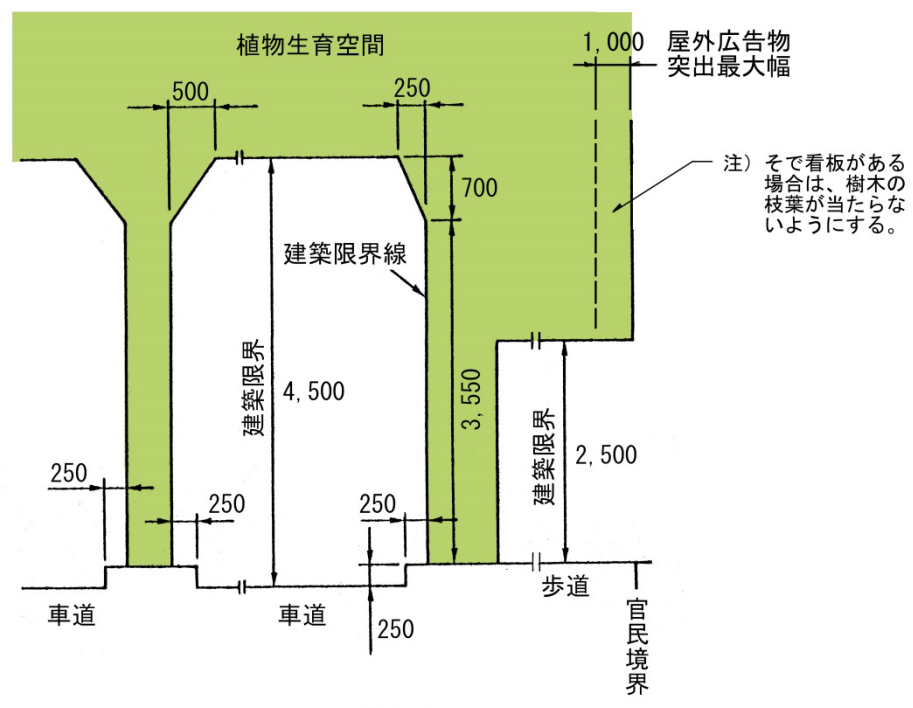 植物生育空間
1,000
屋外広告物
突出最大幅
500
250
注）そで看板がある
場合は、樹木の
枝葉が当たらな
いようにする。
700
建築限界線
建築限界
4,500
3,550
建築限界
2,500
250
250
250
車道
車道
250
歩道
官民境界